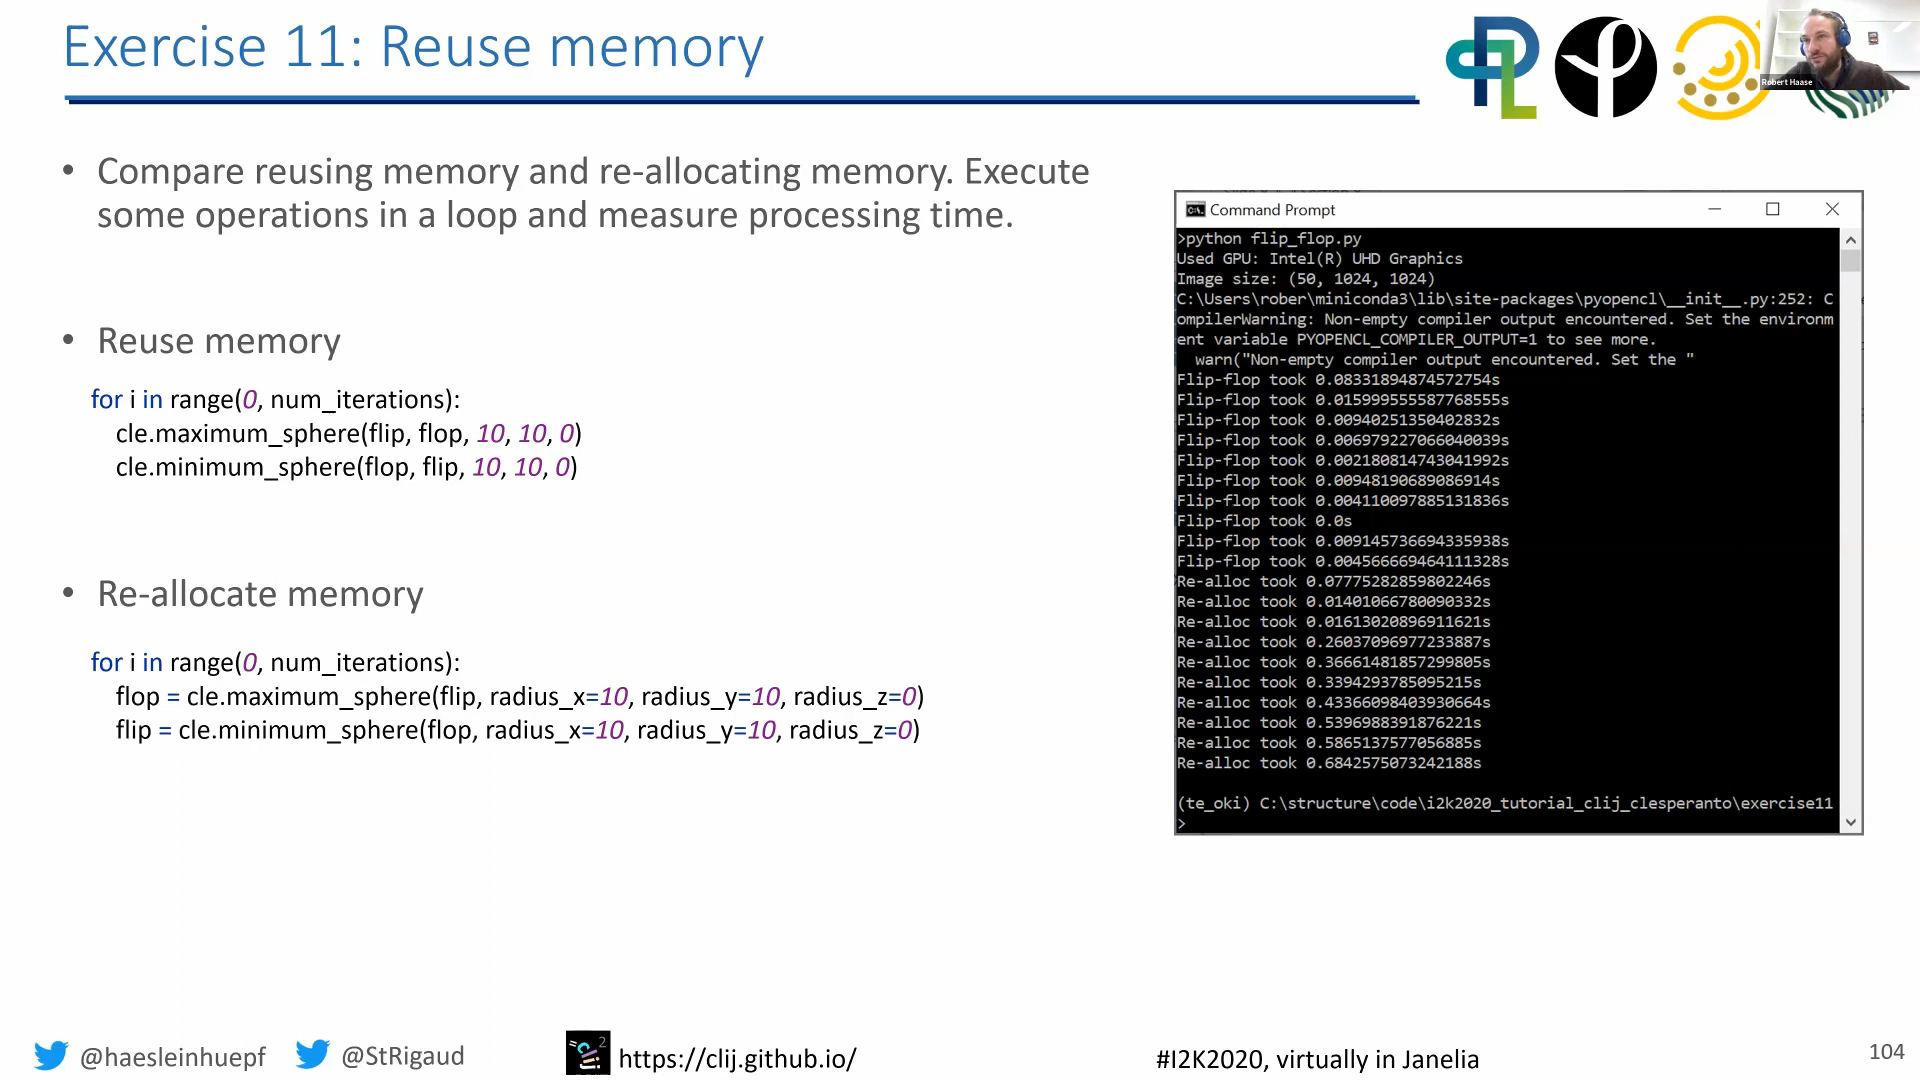 Exercise 11: Reuse memory
Robert Haase
• Compare reusing memory and re-allocating memory. Execute
some operations in a loop and measure processing time.
• Reuse memory
for i in range(0, num_iterations):
cle.maximum_sphere(flip, flop, 10, 10, 0)
cle.minimum_sphere(flop, flip, 10, 10, 0)
• Re-allocate memory
for i in range(0, num_iterations):
flop = cle.maximum_sphere(flip, radius_x=10, radius_y=10, radius_z=0)
flip = cle.minimum_sphere(flop, radius_x=10, radius_y=10, radius_z=0)
Command Prompt
>python flip_flop.py
Used GPU: Intel(R) UHD Graphics
Image size: (50, 1024, 1024)
C:\Users\rober\miniconda3\lib\site-packages\pyopencl\__init__.py:252: C
ompilerWarning: Non-empty compiler output encountered. Set the environm
ent variable PYOPENCL_COMPILER_OUTPUT=1 to see more.
warn("Non-empty compiler output encountered. Set the "
Flip-flop took 0.08331894874572754s
Flip-flop took 0.015999555587768555s
Flip-flop took 0.00940251350402832s
Flip-flop took 0.006979227066040039s
Flip-flop took 0.002180814743041992s
Flip-flop took 0.00948190689086914s
Flip-flop took 0.004110097885131836s
Flip-flop took 0.0s
Flip-flop took 0.009145736694335938s
Flip-flop took 0.004566669464111328s
Re-alloc took 0.07775282859802246s
Re-alloc took 0.01401066780090332s
Re-alloc took 0.01613020896911621s
Re-alloc took 0.26037096977233887s
Re-alloc took 0.36661481857299805s
Re-alloc took 0.3394293785095215s
Re-alloc took 0.43366098403930664s
Re-alloc took 0.5396988391876221s
Re-alloc took 0.5865137577056885s
Re-alloc took 0.6842575073242188s
(te_oki) C:\structure\code\i2k2020_tutorial_clij_clesperanto\exercise11
>
@haesleinhuepf
@StRigaud
https://clij.github.io/
#I2K2020, virtually in Janelia
104